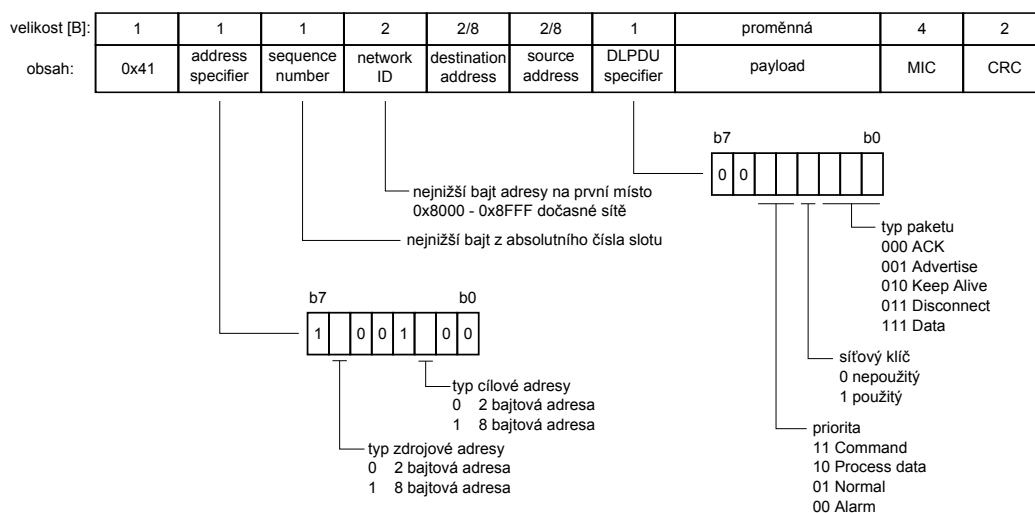 velikost [B]: 1 1 1 2 2/8 2/8 1 proměnná 4 2
obsah: 0x41 address specifier sequence number network ID destination address source address DLPDU specifier payload MIC CRC
b7 b0
0 0
nejnižší bajt adresy na první místo
0x8000 - 0x8FFF dočasné sítě
nejnižší bajt z absolutního čísla slotu
typ paketu
000 ACK
001 Advertise
010 Keep Alive
011 Disconnect
111 Data
b7 b0
1 0 0 1 0 0
síťový klíč
0 nepoužitý
1 použitý
typ cílové adresy
0 2 bajtová adresa
1 8 bajtová adresa
priorita
11 Command
10 Process data
01 Normal
00 Alarm
typ zdrojové adresy
0 2 bajtová adresa
1 8 bajtová adresa